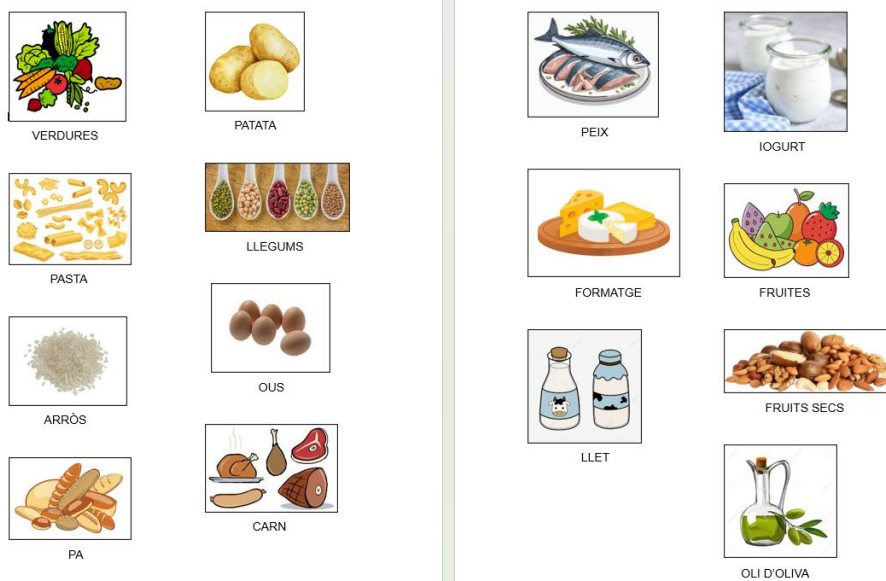 VERDURES
PATATA
PASTA
LLEGUMS
ARRÒS
OUS
PA
CARN
PEIX
IOGURT
FORMATGE
FRUITES
LLET
FRUITS SECS
OLI D'OLIVA